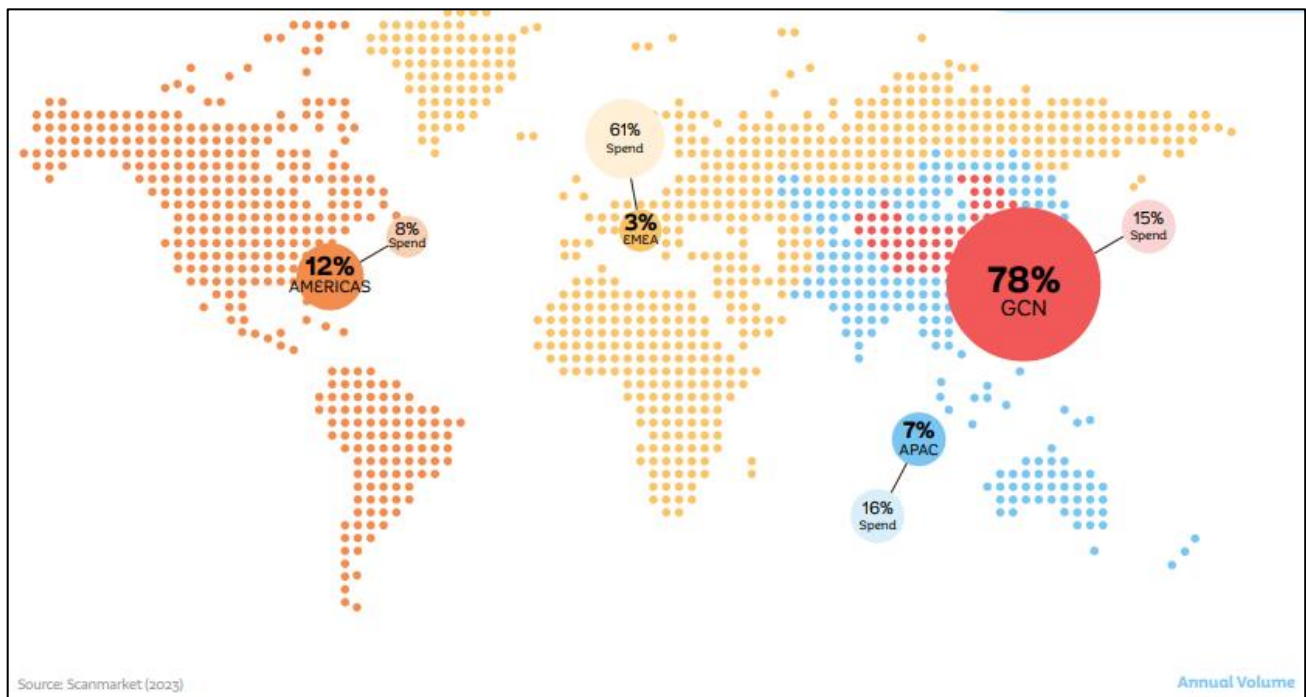 61%
Spend
3%
EMEA
8%
Spend
12%
AMERICAS
15%
Spend
78%
GCN
7%
APAC
16%
Spend
Source: Scanmarket (2023)
Annual Volume